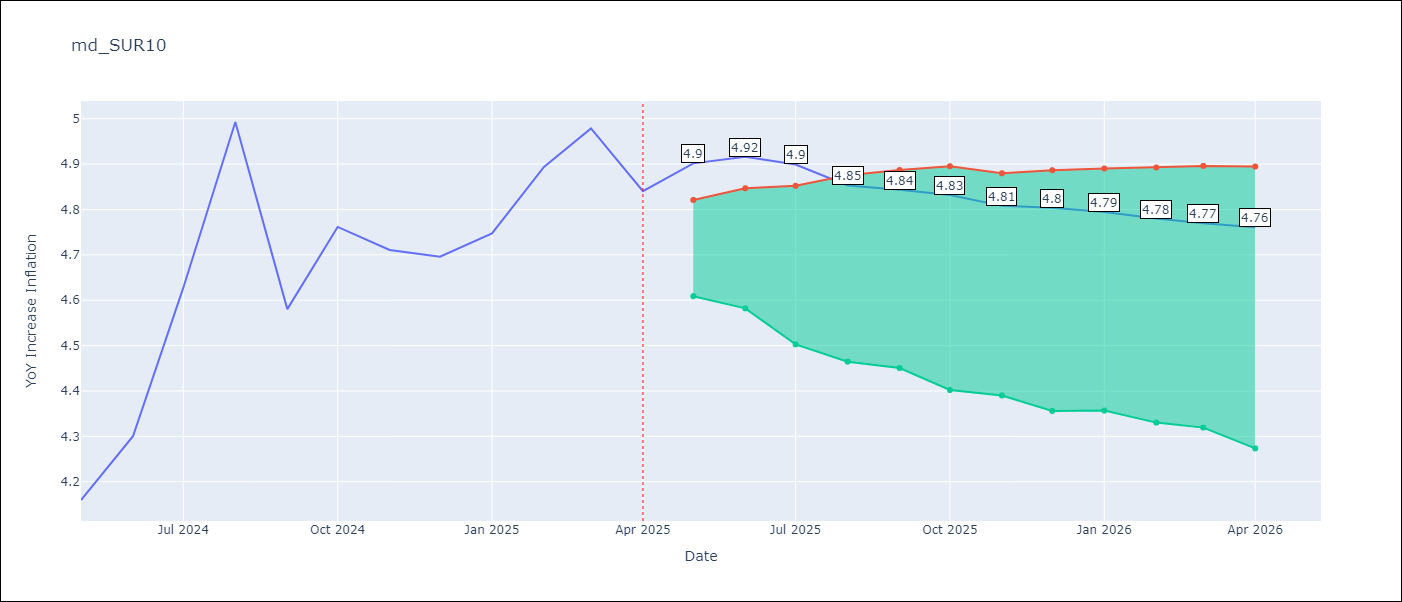 md_SUR10
YoY Increase Inflation
5
4.9
4.8
4.7
4.6
4.5
4.4
4.3
4.2
4.9
4.92
4.9
4.85
4.84
4.83
4.81
4.8
4.79
4.78
4.77
4.76
Jul 2024
Oct 2024
Jan 2025
Apr 2025
Jul 2025
Oct 2025
Jan 2026
Apr 2026
Date